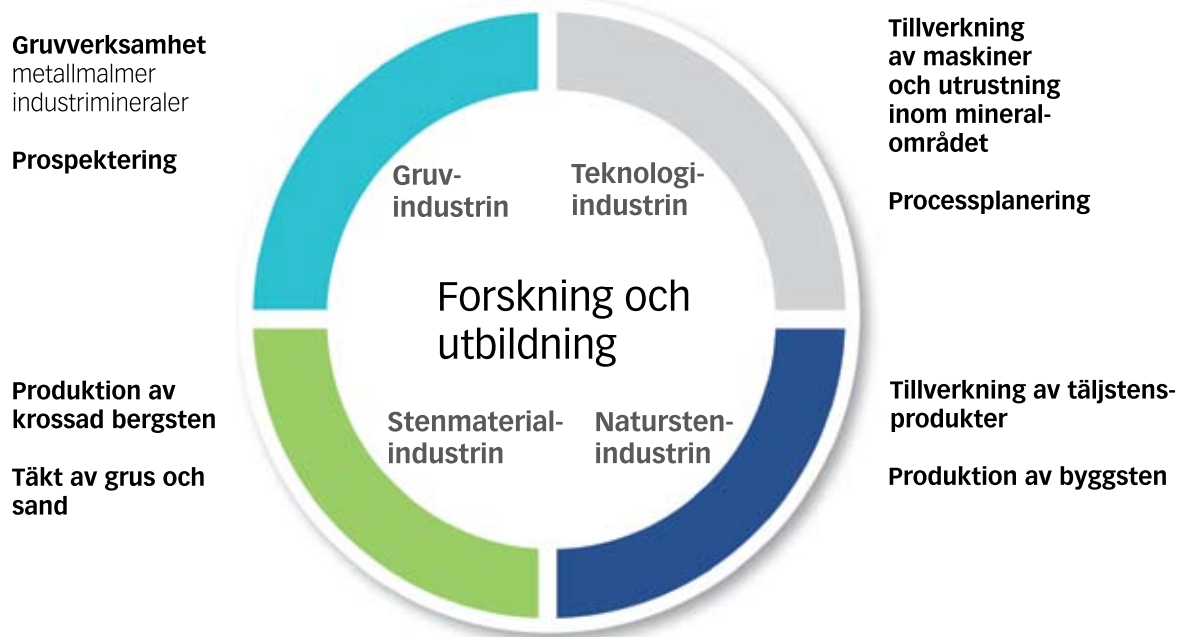 Gruvverksamhet
metallmalmer
industrimineraler
Prospektering
Tillverkning
av maskiner
och utrustning
inom mineral-
området
Processplanering
Gruv-
industrin
Teknologi-
industrin
Forskning och
utbildning
Stenmaterial-
industrin
Natursten-
industrin
Produktion av
krossad bergsten
Täkt av grus och
sand
Tillverkning av täljstens-
produkter
Produktion av byggsten